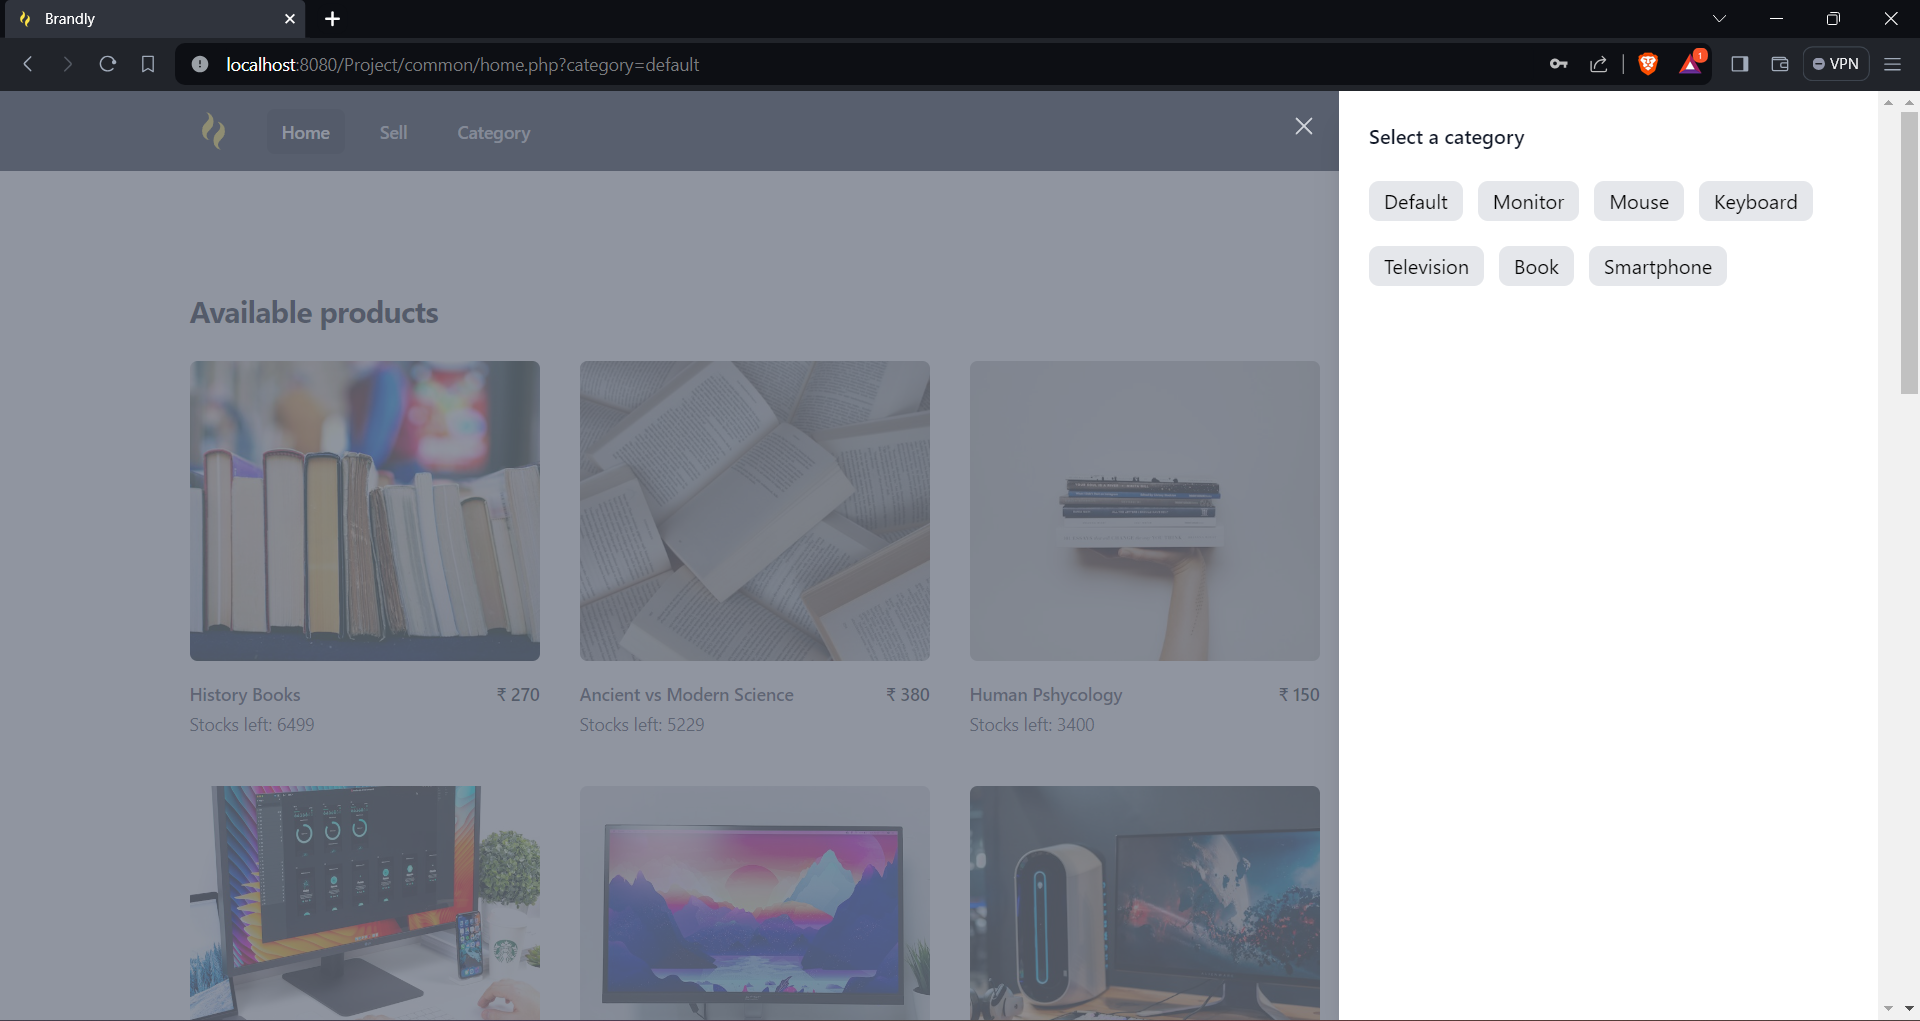 Brandly
localhost:8080/Project/common/home.php?category=default
1
VPN
Home Sell Category
Select a category
Default Monitor Mouse Keyboard
Television Book Smartphone
Available products
History Books ₹ 270
Stocks left: 6499
Ancient vs Modern Science ₹ 380
Stocks left: 5229
Human Pshycology ₹ 150
Stocks left: 3400